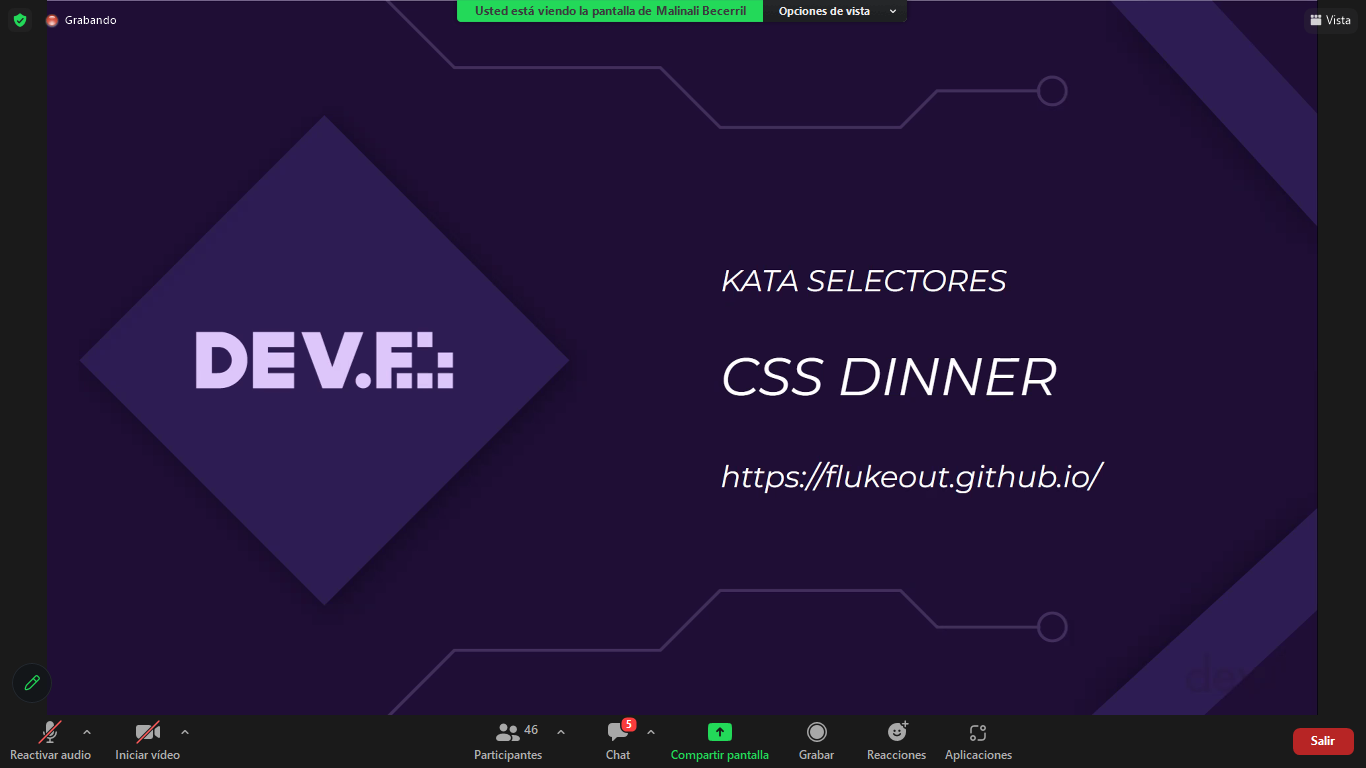 Grabando
Usted está viendo la pantalla de Malinali Becerril
Opciones de vista
Vista
DEV.F
KATA SELECTORES
CSS DINNER
https://flukeout.github.io/
Reactivar audio
Iniciar vídeo
46
Participantes
5
Chat
Compartir pantalla
Grabar
Reacciones
Aplicaciones
Salir